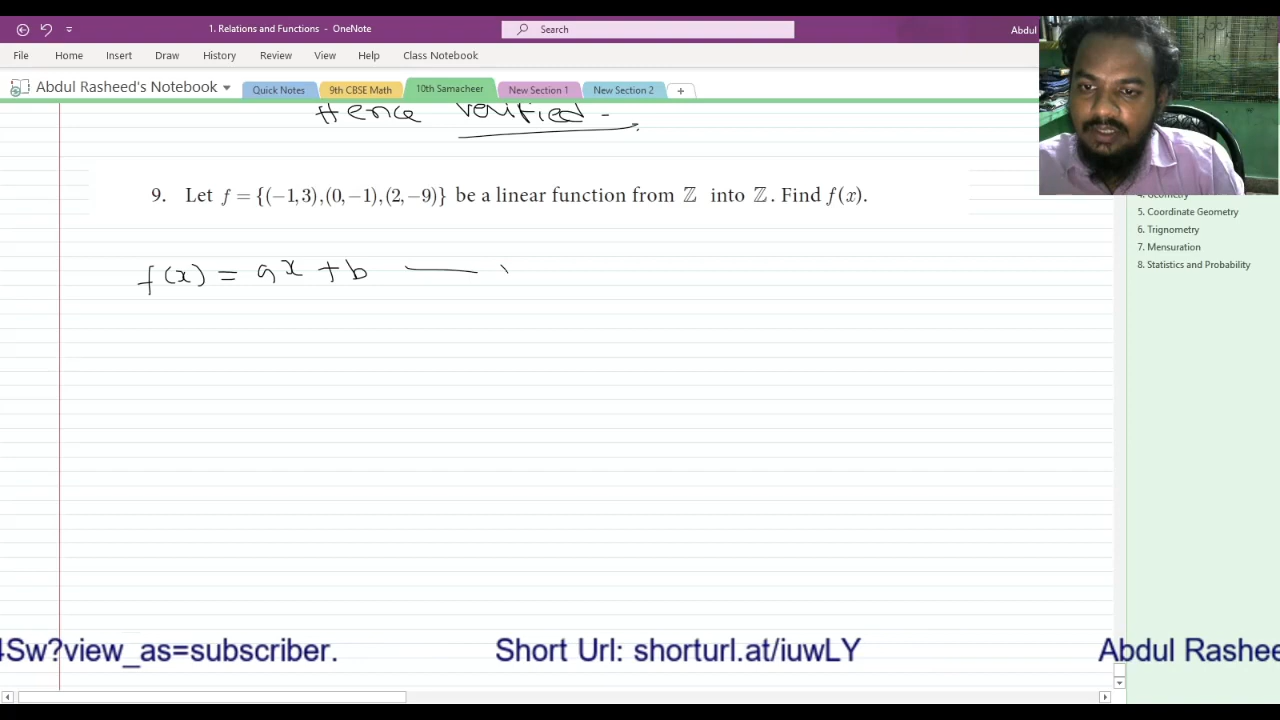 1. Relations and Functions - OneNote
Search
Abdul
File Home Insert Draw History Review View Help Class Notebook
Abdul Rasheed's Notebook
Quick Notes 9th CBSE Math 10th Samacheer New Section 1 New Section 2
Hence Verified.
9. Let f = {(−1,3),(0,−1),(2,−9)} be a linear function from ℤ into ℤ. Find f(x).
f(x) = ax + b
4. Geometry
5. Coordinate Geometry
6. Trignometry
7. Mensuration
8. Statistics and Probability
4Sw?view_as=subscriber. Short Url: shorturl.at/iuwLY Abdul Rashee